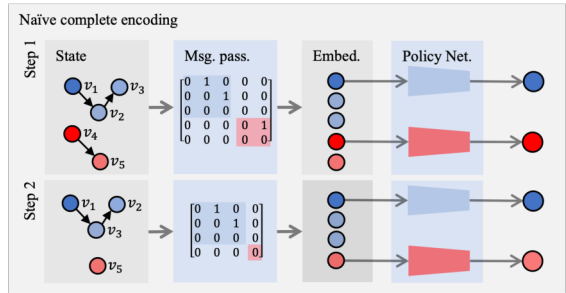 Naïve complete encoding
Step 1
State
Msg. pass.
Embed.
Policy Net.
v₁
v₃
v₂
v₄
v₅
0 1 0 0 0
0 0 1 0 0
0 0 0 0 0
0 0 0 0 1
0 0 0 0 0
Step 2
v₁
v₂
v₃
v₅
0 1 0 0
0 0 1 0
0 0 0 0
0 0 0 0